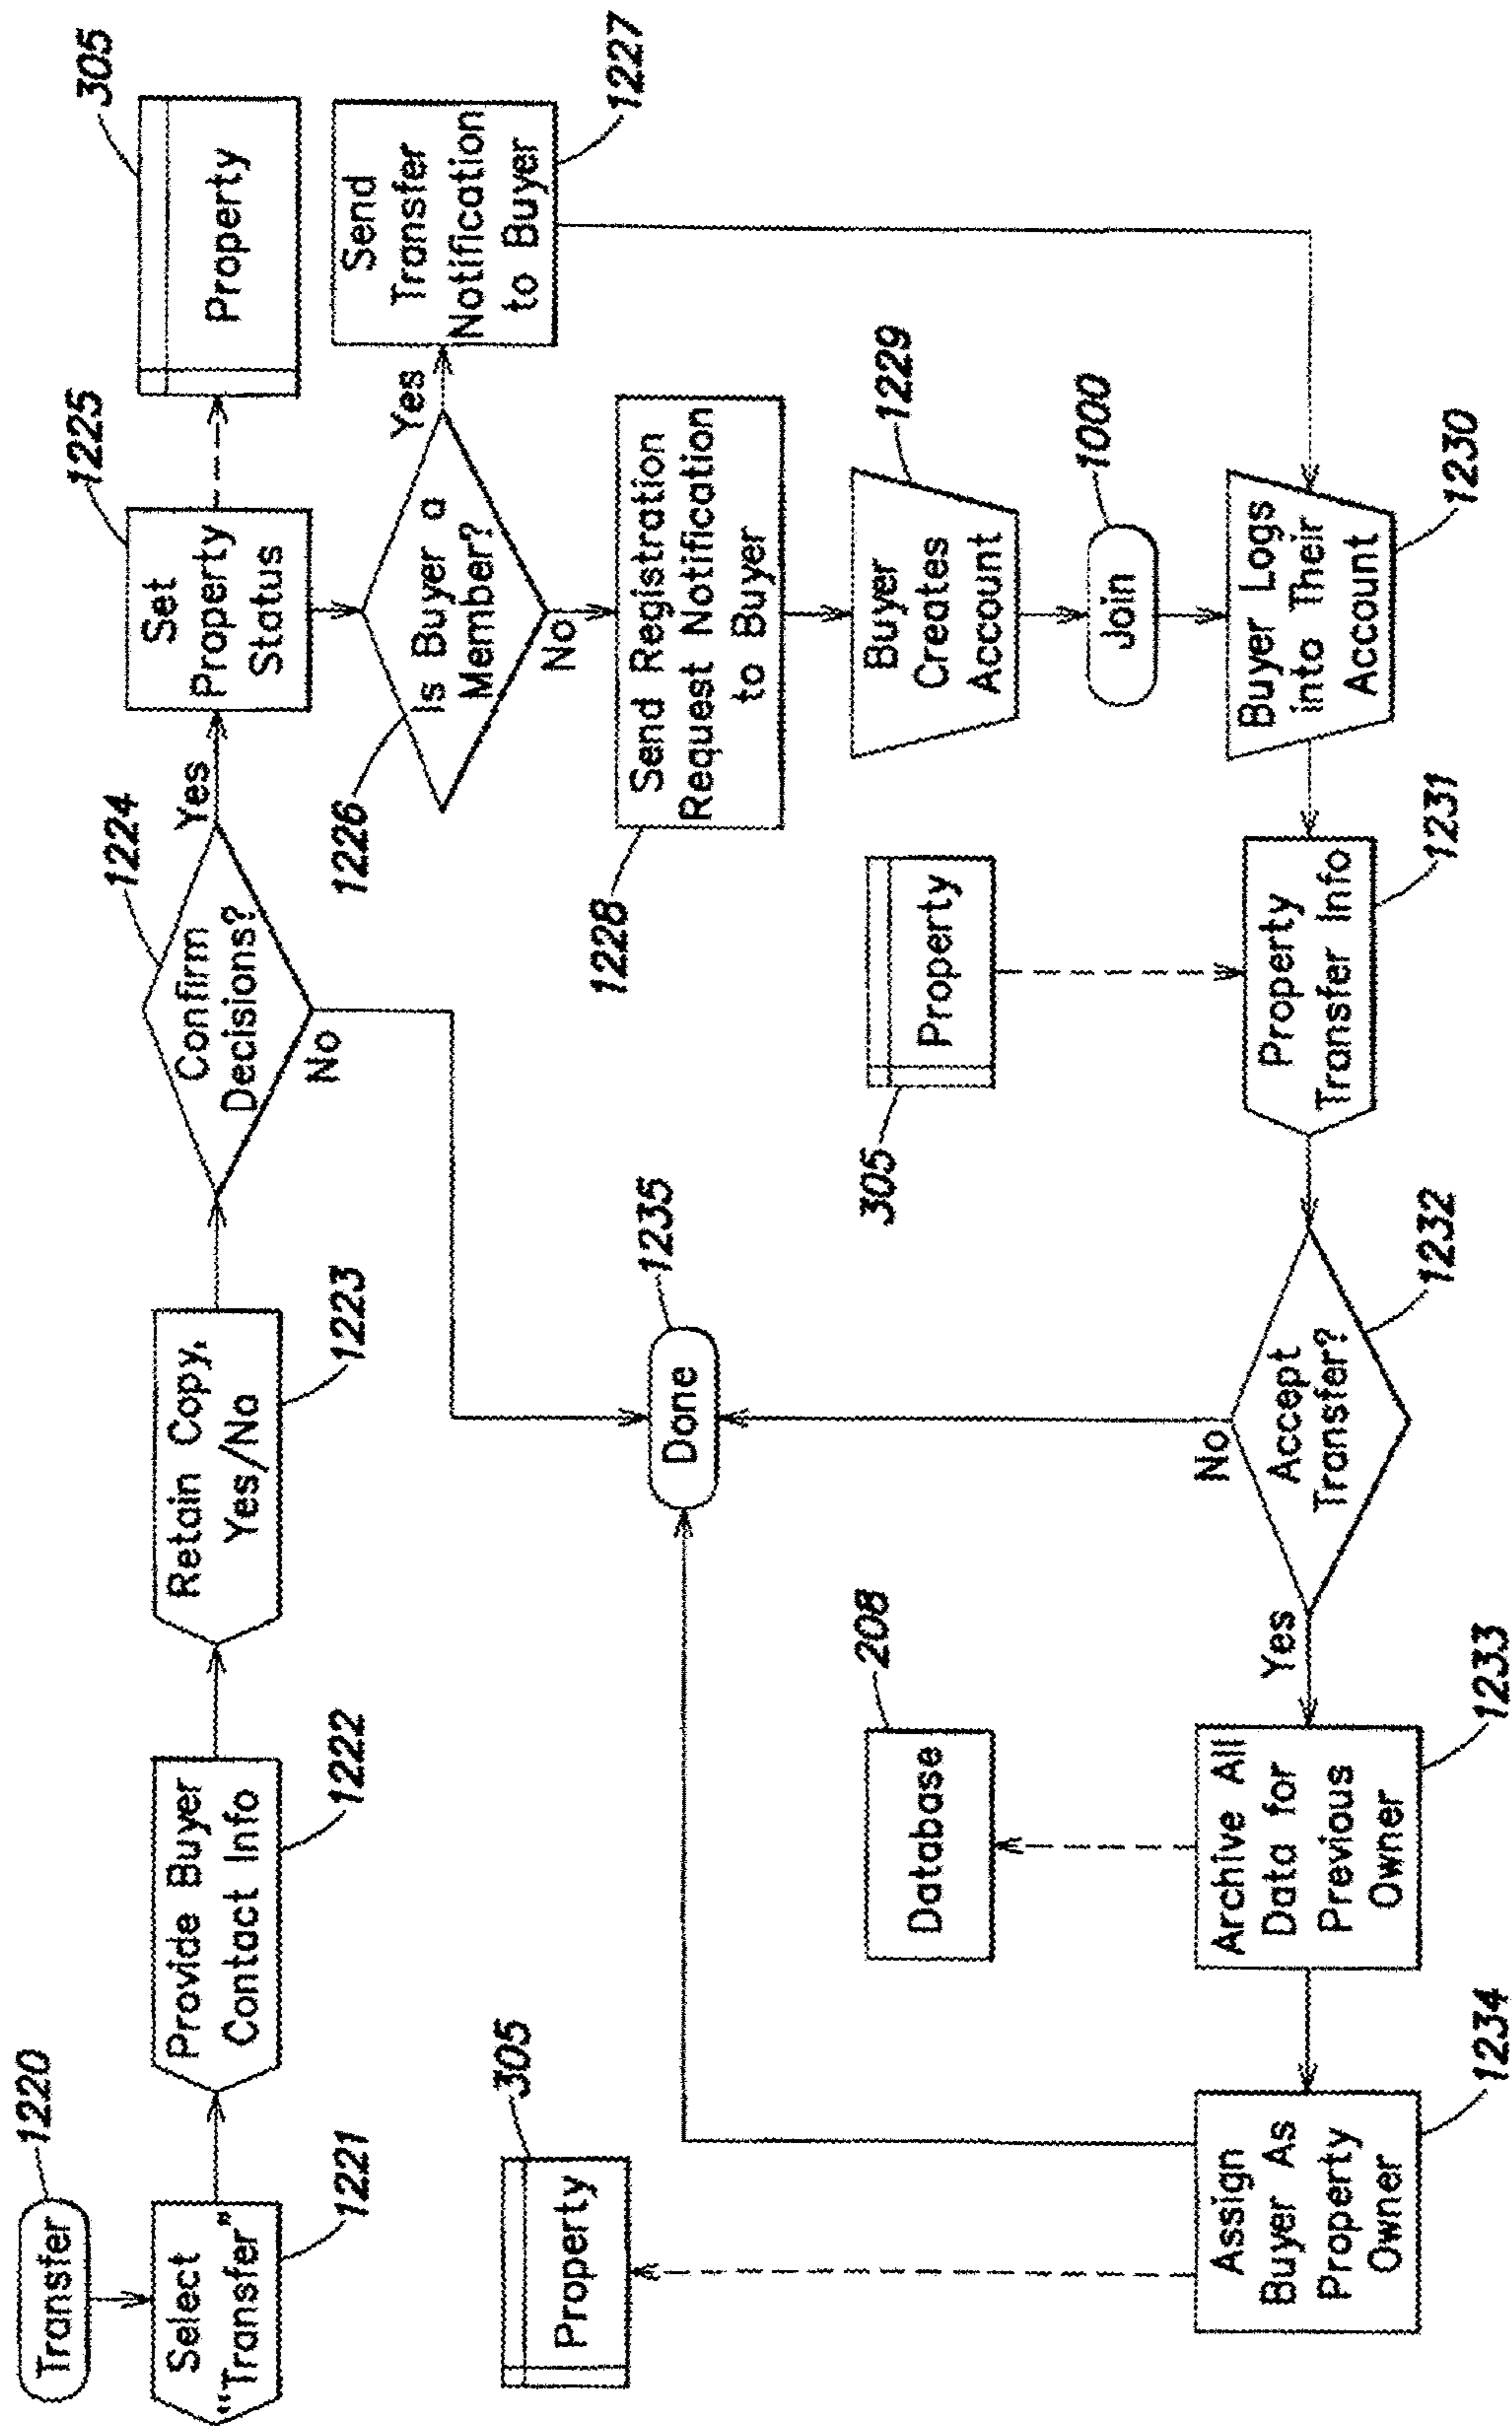 1220
Transfer
Select
"Transfer"
1221
Provide Buyer
Contact Info
1222
Retain Copy,
Yes/No
1223
Confirm
Decisions?
1224
Yes
No
Set
Property
Status
1225
Property
305
Is Buyer a
Member?
1226
Yes
No
Send
Transfer
Notification
to Buyer
1227
Send Registration
Request Notification
to Buyer
1228
Buyer
Creates
Account
1229
Join
1000
Buyer Logs
into Their
Account
1230
Property
305
Property
Transfer Info
1231
Accept
Transfer?
1232
No
Yes
Done
1235
Database
208
Archive All
Data for
Previous
Owner
1233
Assign
Buyer As
Property
Owner
1234
Property
305